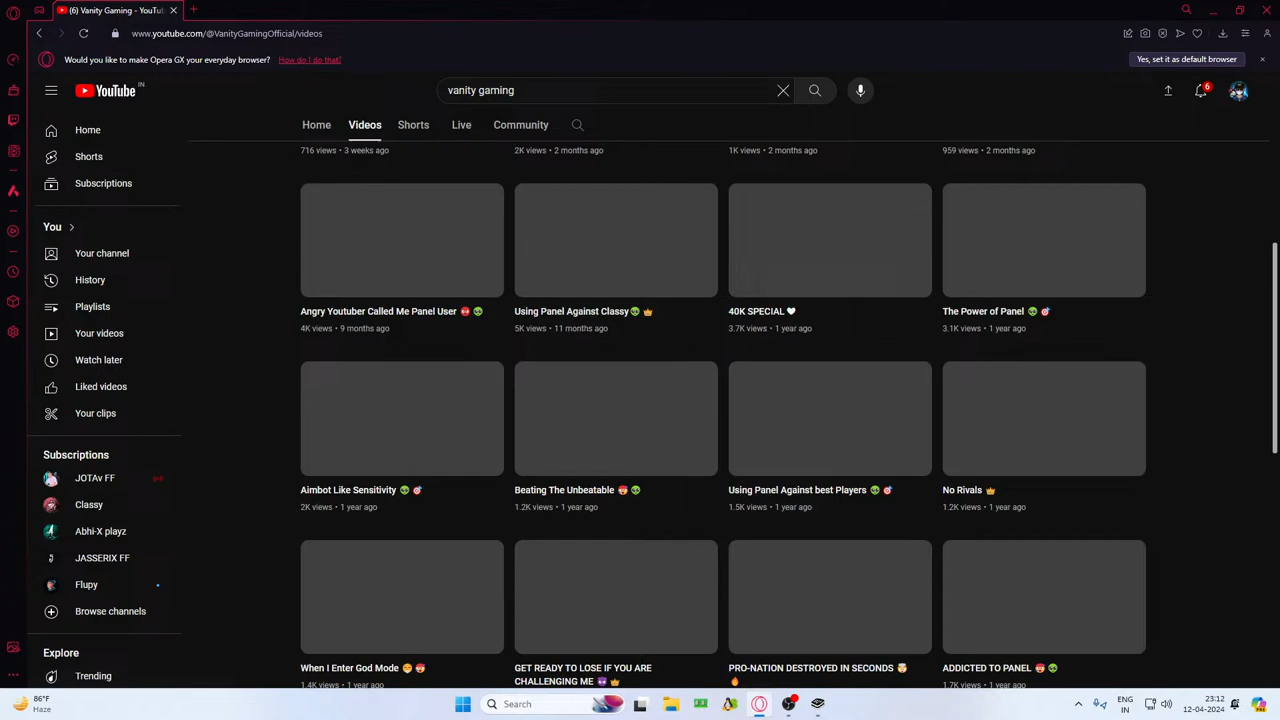 (6) Vanity Gaming - YouTub
www.youtube.com/@VanityGamingOfficial/videos
Would you like to make Opera GX your everyday browser? How do I do that? Yes, set it as default browser
YouTube IN
vanity gaming
6
Home Videos Shorts Live Community
716 views • 3 weeks ago
2K views • 2 months ago
1K views • 2 months ago
959 views • 2 months ago
Home
Shorts
Subscriptions
You
Your channel
History
Playlists
Your videos
Watch later
Liked videos
Your clips
Subscriptions
JOTAv FF
Classy
Abhi-X playz
JASSERIX FF
Flupy
Browse channels
Explore
Trending
Angry Youtuber Called Me Panel User
4K views • 9 months ago
Using Panel Against Classy👽 👑
5K views • 11 months ago
40K SPECIAL 🤍
3.7K views • 1 year ago
The Power of Panel 👽 🎯
3.1K views • 1 year ago
Aimbot Like Sensitivity 👽 🎯
2K views • 1 year ago
Beating The Unbeatable
1.2K views • 1 year ago
Using Panel Against best Players 👽 🎯
1.5K views • 1 year ago
No Rivals 👑
1.2K views • 1 year ago
When I Enter God Mode
1.4K views • 1 year ago
GET READY TO LOSE IF YOU ARE
CHALLENGING ME 👿 👑
PRO-NATION DESTROYED IN SECONDS 🤯
🔥
ADDICTED TO PANEL
1.7K views • 1 year ago
86°F
Haze
Search
ENG
IN
23:12
12-04-2024